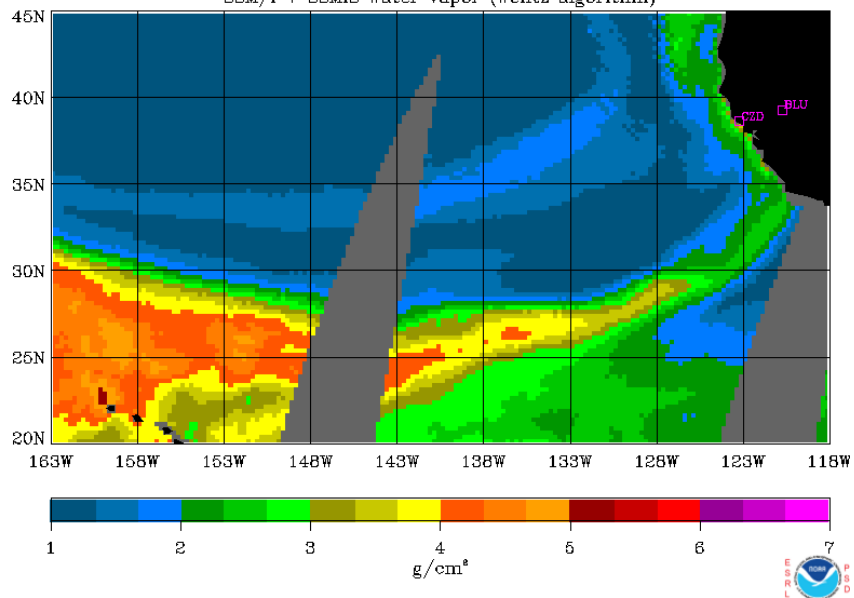 SSM/I + SSMIS Water Vapor (Wentz algorithm)
45N
40N
35N
30N
25N
20N
CZD
BLU
163W 158W 153W 148W 143W 138W 133W 128W 123W 118W
1 2 3 4 5 6 7
g/cm²
ESRL
NOAA
PSD